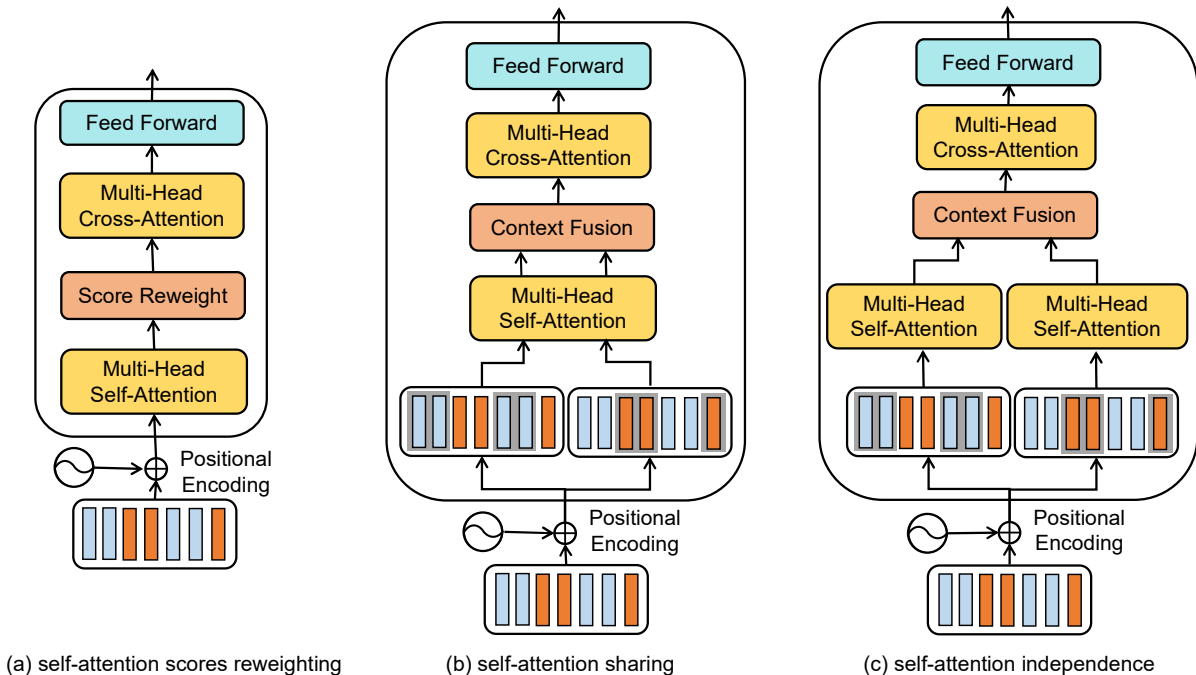 Feed Forward
Multi-Head
Cross-Attention
Score Reweight
Multi-Head
Self-Attention
Positional
Encoding
(a) self-attention scores reweighting
Feed Forward
Multi-Head
Cross-Attention
Context Fusion
Multi-Head
Self-Attention
Positional
Encoding
(b) self-attention sharing
Feed Forward
Multi-Head
Cross-Attention
Context Fusion
Multi-Head
Self-Attention
Multi-Head
Self-Attention
Positional
Encoding
(c) self-attention independence